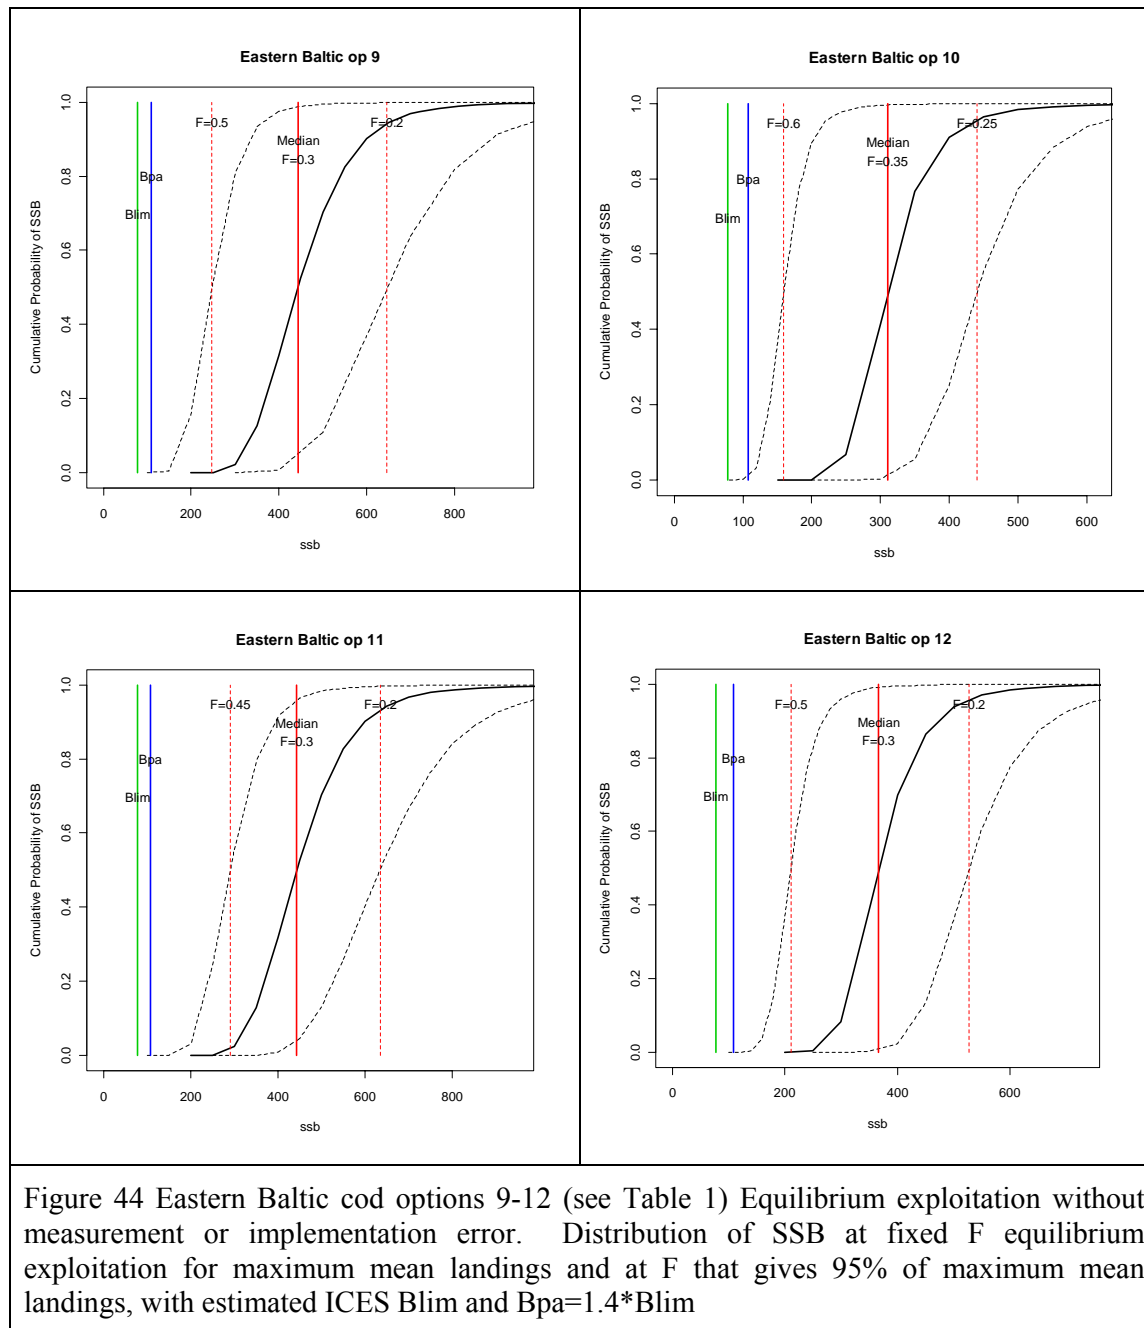 Eastern Baltic op 9
Cumulative Probability of SSB
1.0
0.8
0.6
0.4
0.2
0.0
F=0.5
Median
F=0.3
F=0.2
Bpa
Blim
0
200
400
600
800
ssb
Eastern Baltic op 10
Cumulative Probability of SSB
1.0
0.8
0.6
0.4
0.2
0.0
F=0.6
Median
F=0.35
F=0.25
Bpa
Blim
0
100
200
300
400
500
600
ssb
Eastern Baltic op 11
Cumulative Probability of SSB
1.0
0.8
0.6
0.4
0.2
0.0
F=0.45
Median
F=0.3
F=0.2
Bpa
Blim
0
200
400
600
800
ssb
Eastern Baltic op 12
Cumulative Probability of SSB
1.0
0.8
0.6
0.4
0.2
0.0
F=0.5
Median
F=0.3
F=0.2
Bpa
Blim
0
200
400
600
ssb
Figure 44 Eastern Baltic cod options 9-12 (see Table 1) Equilibrium exploitation without
measurement or implementation error. Distribution of SSB at fixed F equilibrium
exploitation for maximum mean landings and at F that gives 95% of maximum mean
landings, with estimated ICES Blim and Bpa=1.4*Blim